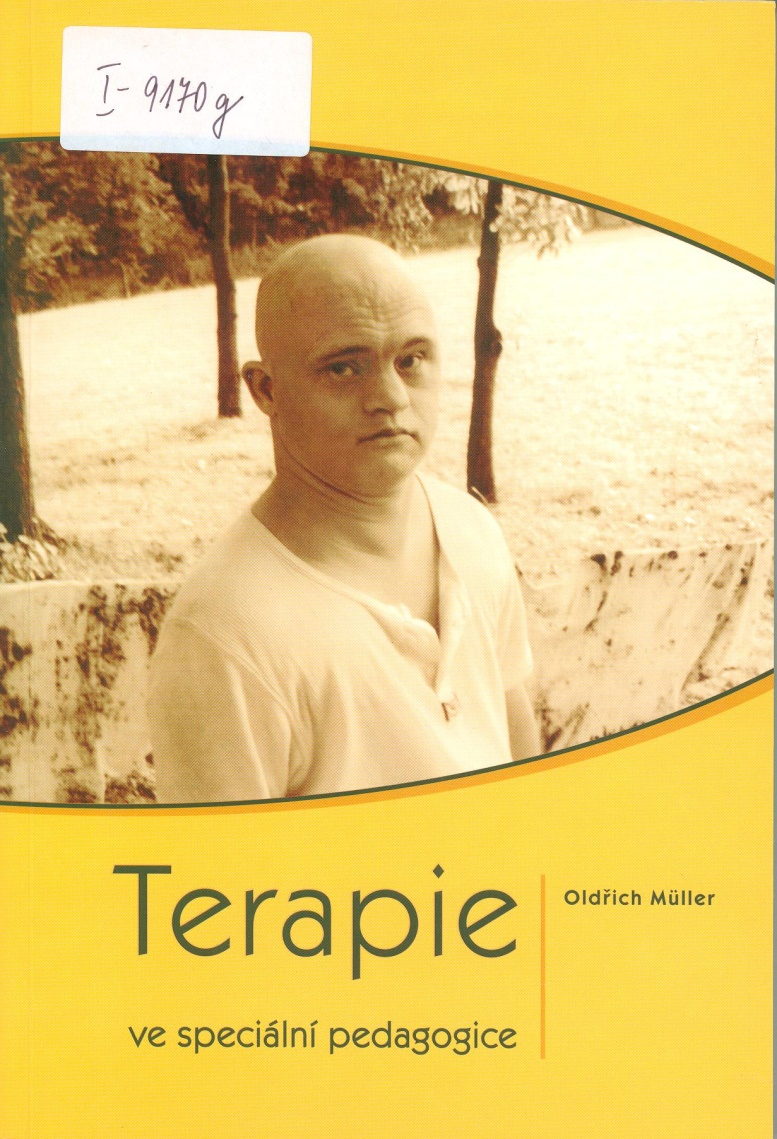 I-9170g
Terapie
Oldřich Müller
ve speciální pedagogice